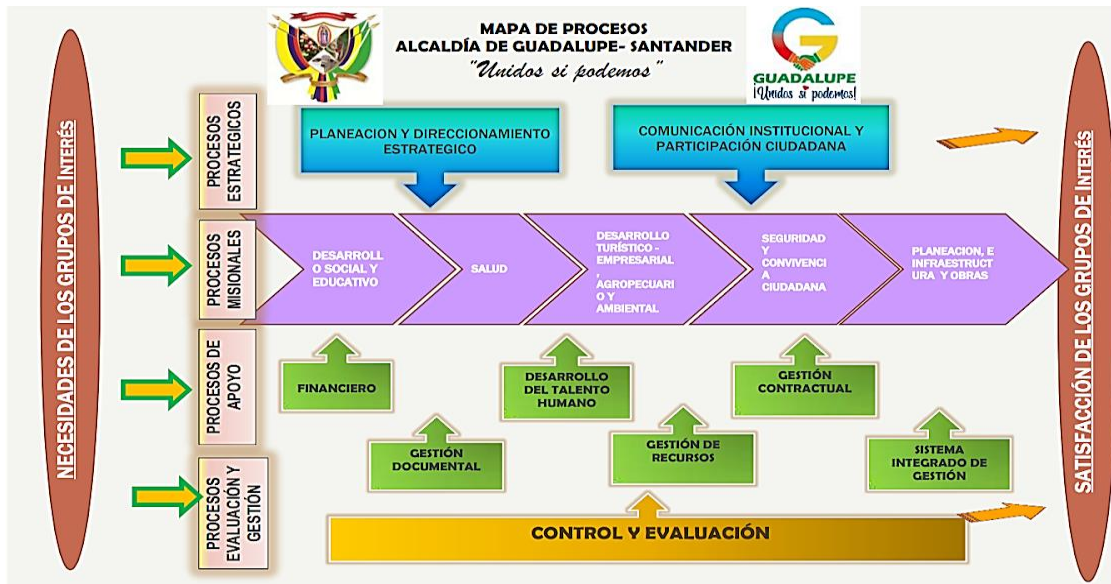 MAPA DE PROCESOS
ALCALDÍA DE GUADALUPE- SANTANDER
"Unidos si podemos"
GUADALUPE
¡Unidos si podemos!
NECESIDADES DE LOS GRUPOS DE INTERÉS
PROCESOS
ESTRATEGICOS
PLANEACION Y DIRECCIONAMIENTO
ESTRATEGICO
COMUNICACIÓN INSTITUCIONAL Y
PARTICIPACIÓN CIUDADANA
PROCESOS
MISIONALES
DESARROLL
O SOCIAL Y
EDUCATIVO
SALUD
DESARROLLO
TURÍSTICO -
EMPRESARIAL
, AGROPECUARI
O Y
AMBIENTAL
SEGURIDAD
Y
CONVIVENCI
A
CIUDADANA
PLANEACION, E
INFRAESTRUCT
URA Y OBRAS
PROCESOS DE
APOYO
FINANCIERO
DESARROLLO
DEL TALENTO
HUMANO
GESTIÓN
CONTRACTUAL
GESTIÓN
DOCUMENTAL
GESTIÓN DE
RECURSOS
SISTEMA
INTEGRADO DE
GESTIÓN
PROCESOS
EVALUACIÓN Y
GESTIÓN
CONTROL Y EVALUACIÓN
SATISFACCIÓN DE LOS GRUPOS DE INTERÉS